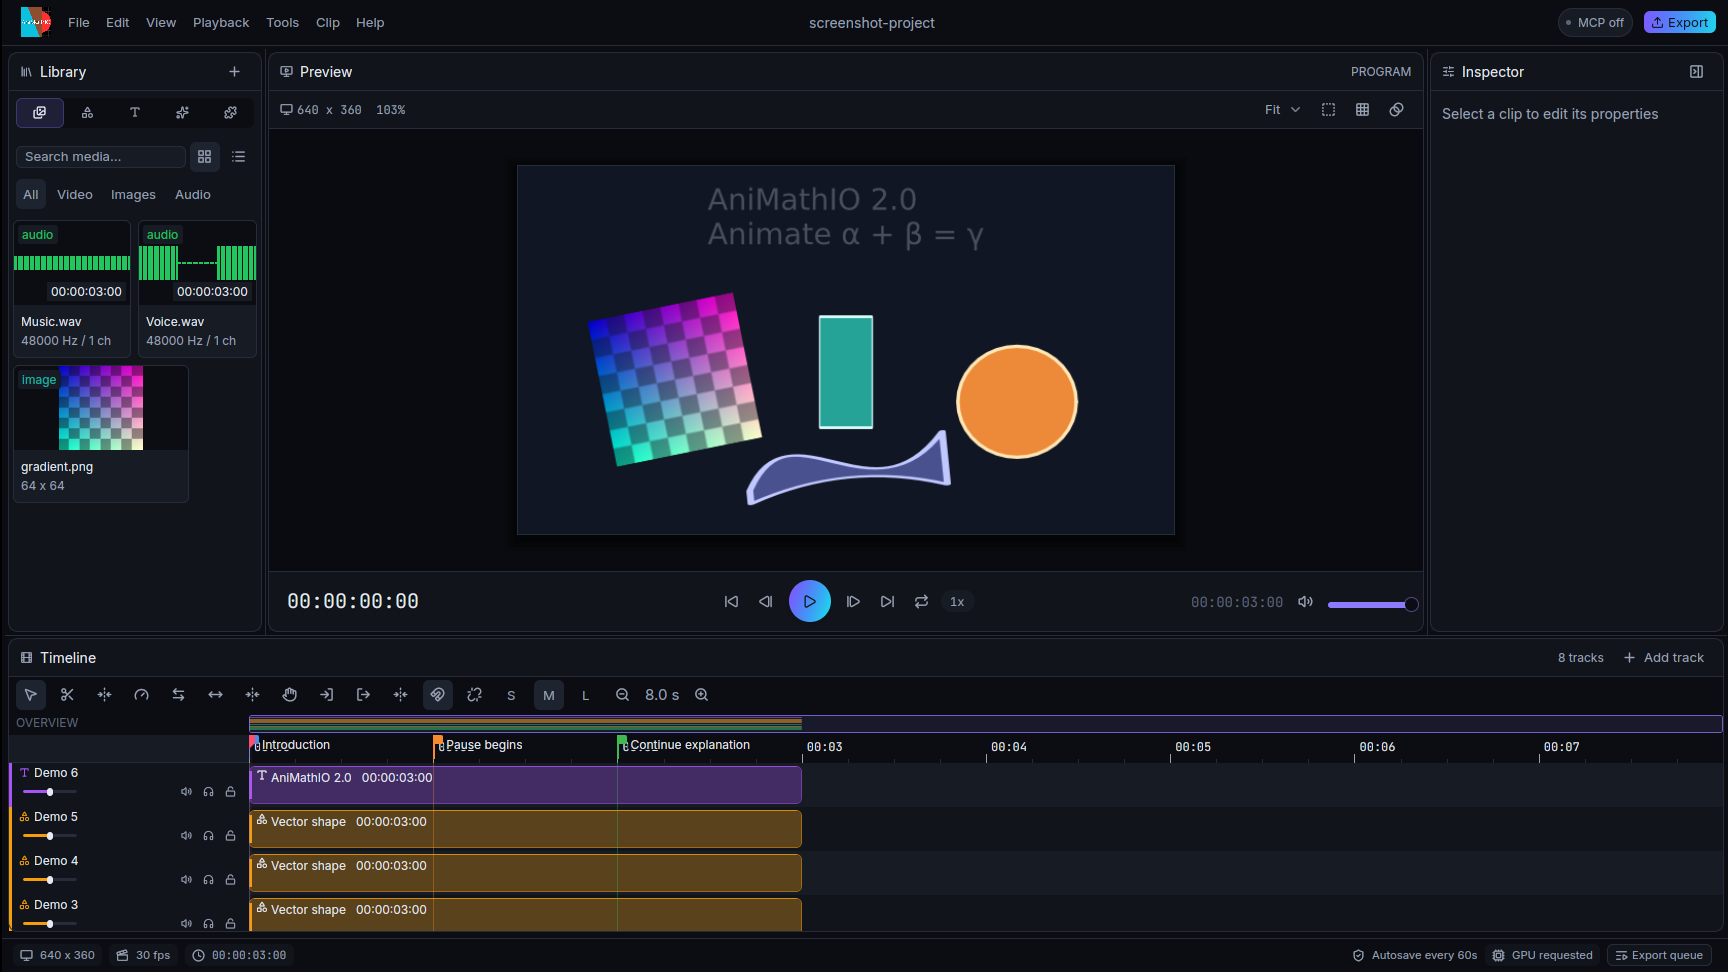 File Edit View Playback Tools Clip Help
screenshot-project
MCP off
Export
Library
Search media...
All Video Images Audio
audio
00:00:03:00
Music.wav
48000 Hz / 1 ch
audio
00:00:03:00
Voice.wav
48000 Hz / 1 ch
image
gradient.png
64 x 64
Preview
PROGRAM
640 x 360 103%
Fit
AniMathIO 2.0
Animate α + β = γ
00:00:00:00
1x
00:00:03:00
Inspector
Select a clip to edit its properties
Timeline
8 tracks
Add track
S M L
8.0 s
OVERVIEW
Introduction Pause begins Continue explanation 00:03 00:04 00:05 00:06 00:07
Demo 6
AniMathIO 2.0 00:00:03:00
Demo 5
Vector shape 00:00:03:00
Demo 4
Vector shape 00:00:03:00
Demo 3
Vector shape 00:00:03:00
640 x 360
30 fps
00:00:03:00
Autosave every 60s
GPU requested
Export queue